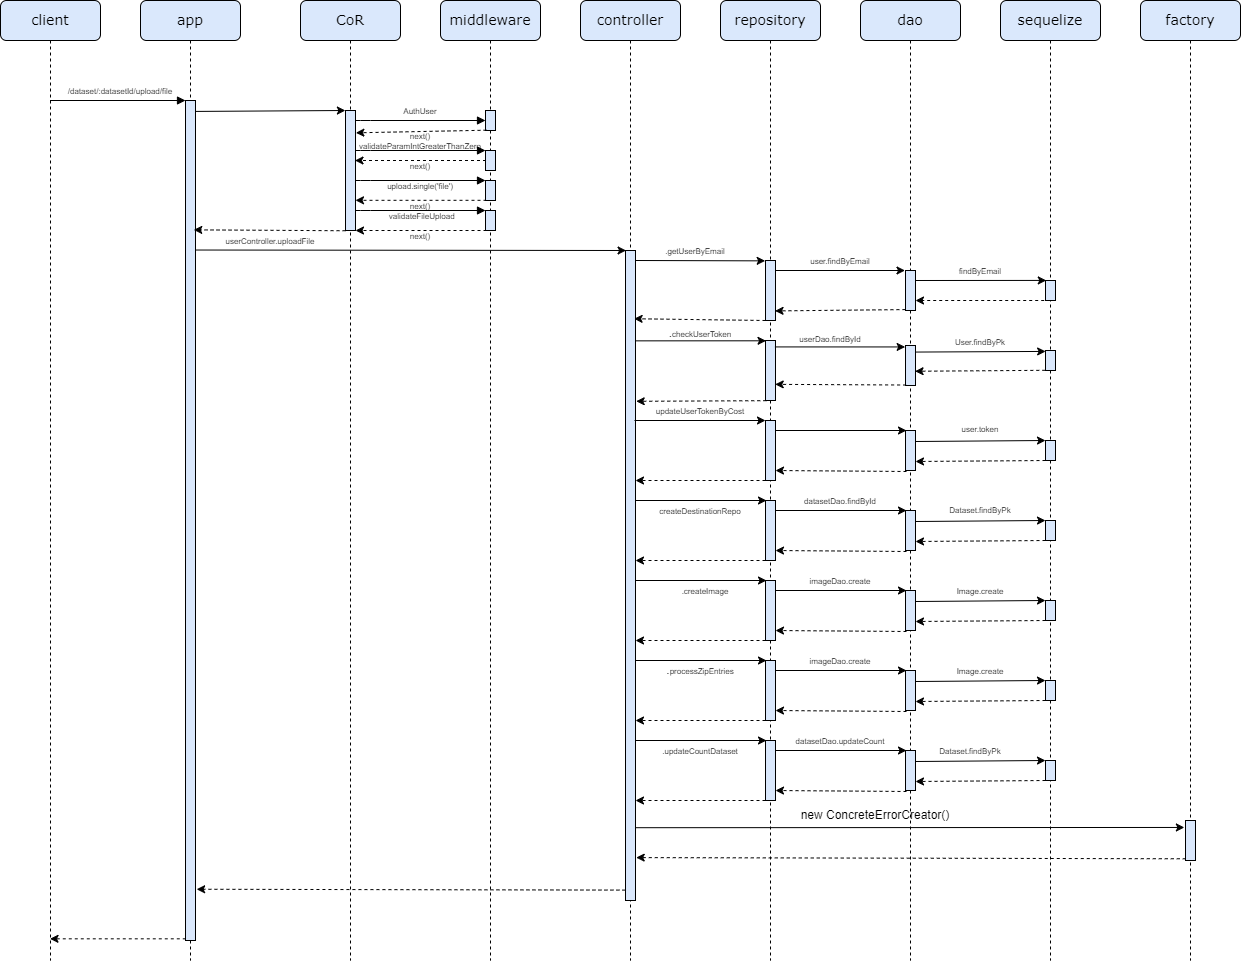 client
app
CoR
middleware
controller
repository
dao
sequelize
factory
/dataset/:datasetId/upload/file
AuthUser
next()
validateParamIntGreaterThanZero
next()
upload.single('file')
next()
validateFileUpload
next()
userController.uploadFile
.getUserByEmail
user.findByEmail
findByEmail
.checkUserToken
userDao.findById
User.findByPk
updateUserTokenByCost
user.token
createDestinationRepo
datasetDao.findById
Dataset.findByPk
.createImage
imageDao.create
Image.create
.processZipEntries
imageDao.create
Image.create
.updateCountDataset
datasetDao.updateCount
Dataset.findByPk
new ConcreteErrorCreator()